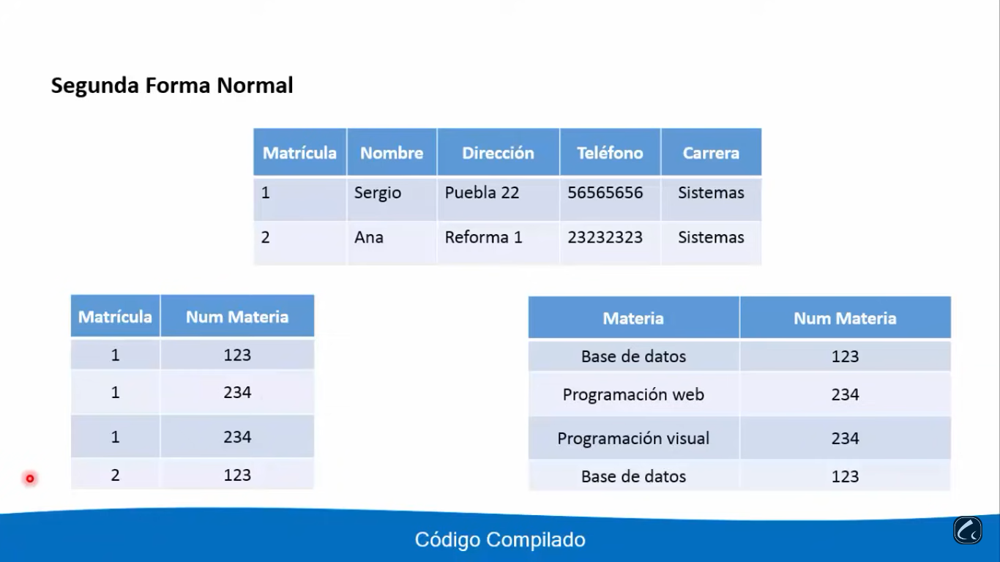 Segunda Forma Normal
Matrícula Nombre Dirección Teléfono Carrera
1 Sergio Puebla 22 56565656 Sistemas
2 Ana Reforma 1 23232323 Sistemas
Matrícula Num Materia
1 123
1 234
1 234
2 123
Materia Num Materia
Base de datos 123
Programación web 234
Programación visual 234
Base de datos 123
Código Compilado